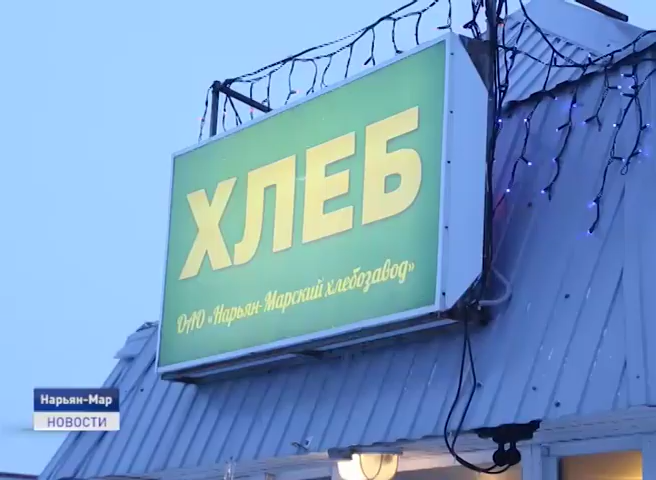 ХЛЕБ
ОАО «Нарьян-Марский хлебозавод»
Нарьян-Мар
НОВОСТИ